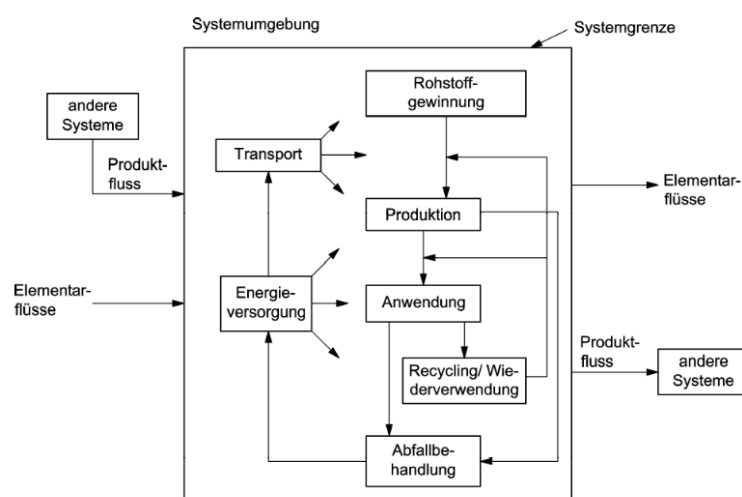 Systemumgebung
Systemgrenze
andere
Systeme
Produkt-
fluss
Elementar-
flüsse
Transport
Energie-
versorgung
Rohstoff-
gewinnung
Produktion
Anwendung
Recycling/ Wie-
derverwendung
Abfallbe-
handlung
Elementar-
flüsse
Produkt-
fluss
andere
Systeme